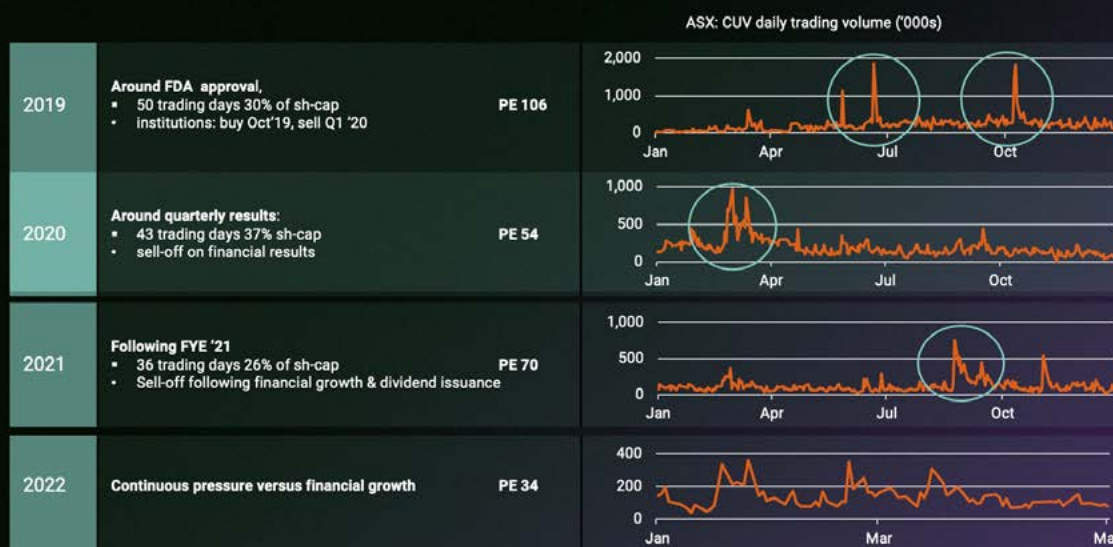 ASX: CUV daily trading volume ('000s)
2019
Around FDA approval,
▪ 50 trading days 30% of sh-cap
• institutions: buy Oct'19, sell Q1 '20
PE 106
2,000
1,000
0
Jan Apr Jul Oct
2020
Around quarterly results:
▪ 43 trading days 37% sh-cap
• sell-off on financial results
PE 54
1,000
500
0
Jan Apr Jul Oct
2021
Following FYE '21
▪ 36 trading days 26% of sh-cap
• Sell-off following financial growth & dividend issuance
PE 70
1,000
500
0
Jan Apr Jul Oct
2022
Continuous pressure versus financial growth
PE 34
400
200
0
Jan Mar